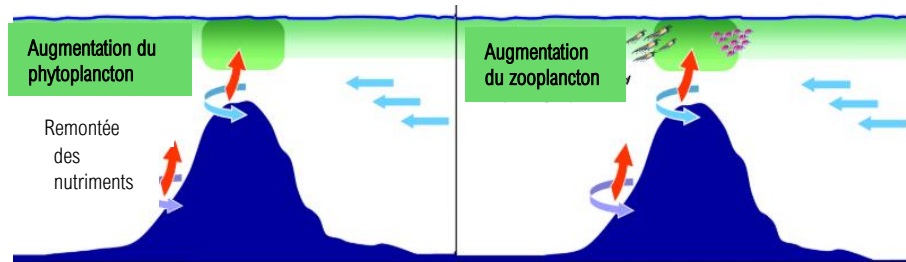 Augmentation du
phytoplancton
Remontée
des
nutriments
Augmentation
du zooplancton